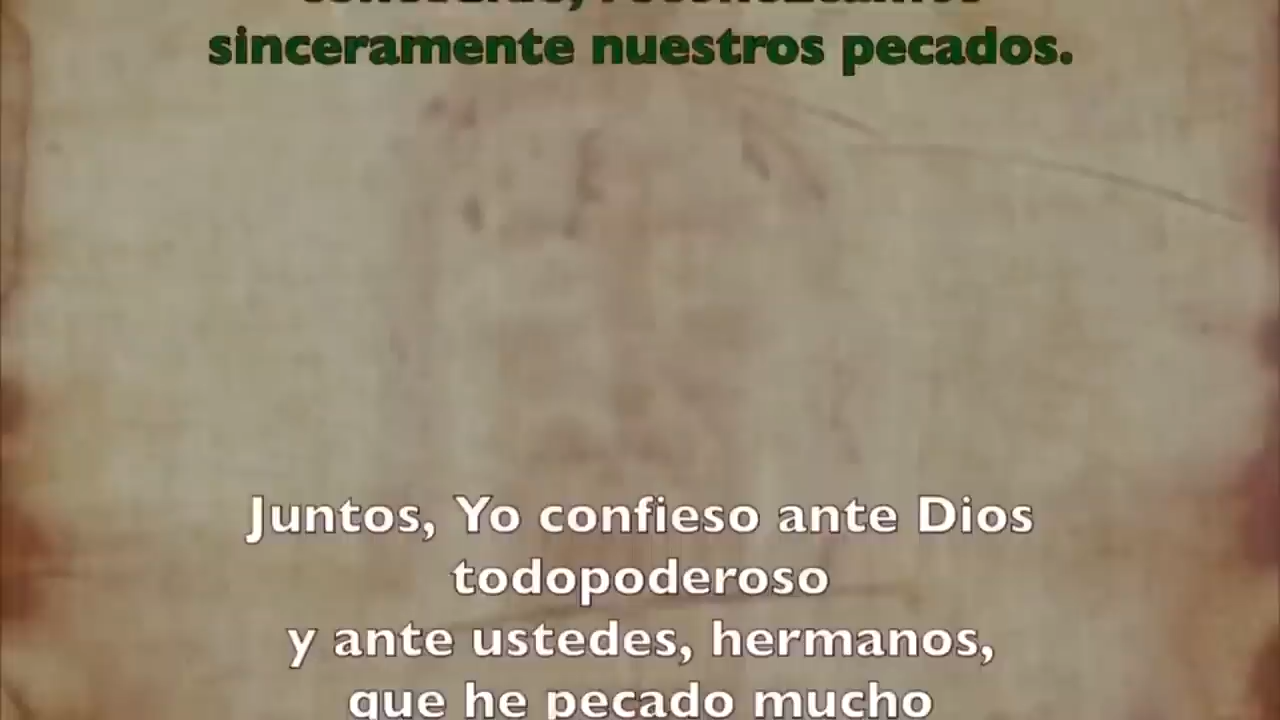 sinceramente nuestros pecados.
Juntos, Yo confieso ante Dios
todopoderoso
y ante ustedes, hermanos,
que he pecado mucho